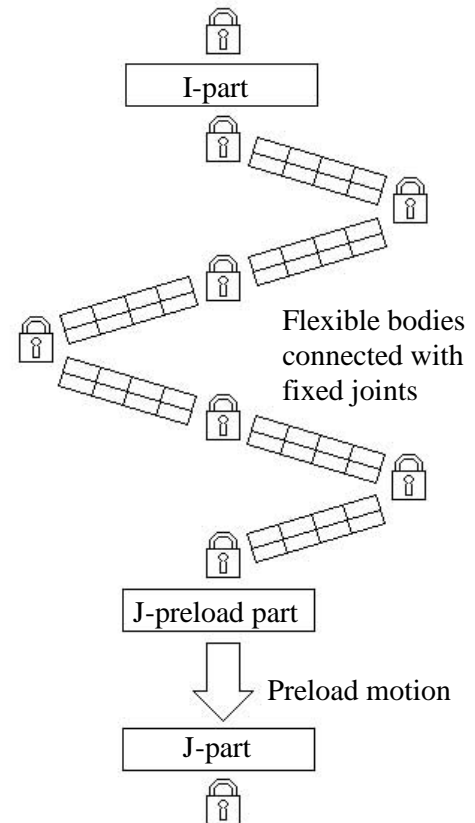 I-part
Flexible bodies
connected with
fixed joints
J-preload part
Preload motion
J-part